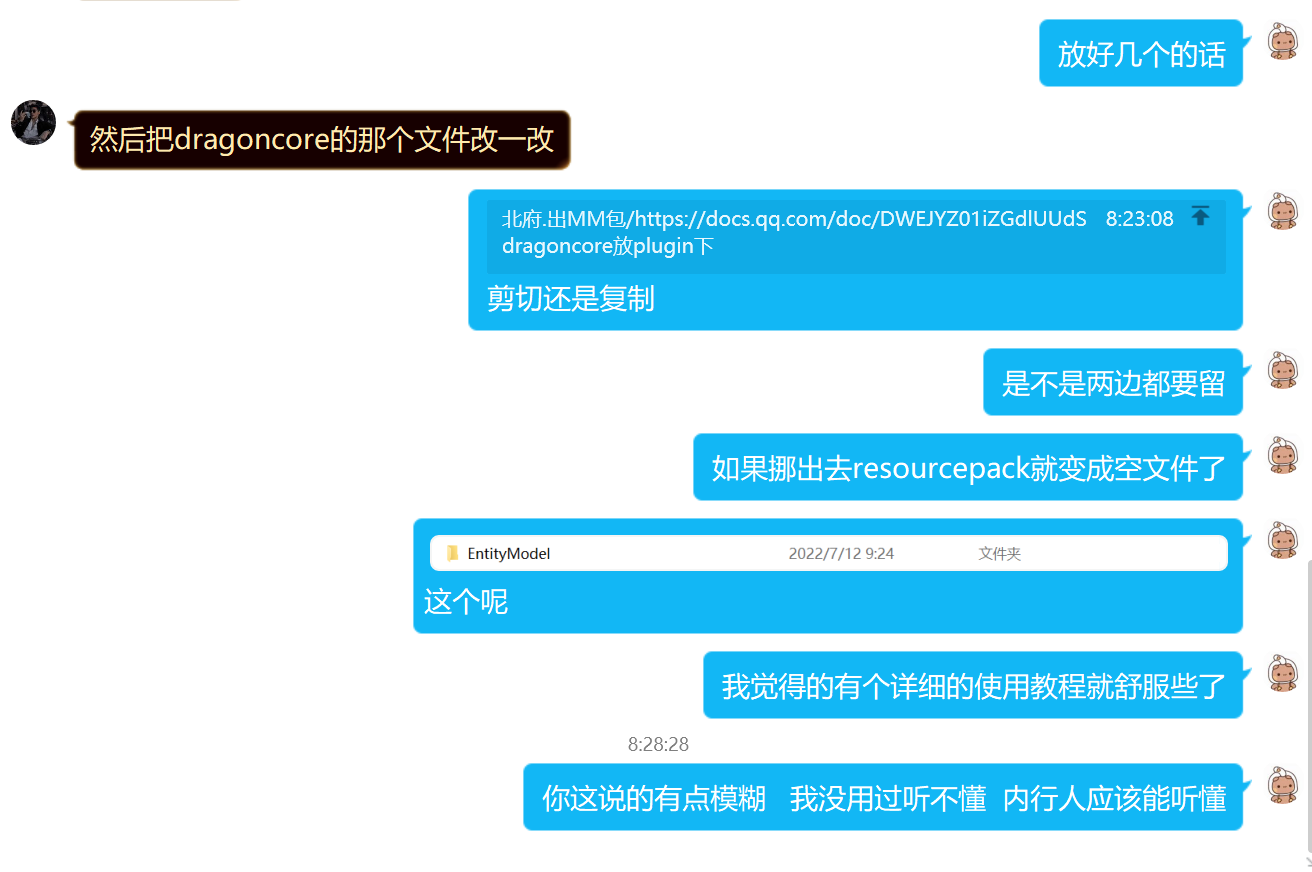 放好几个的话
然后把dragoncore的那个文件改一改
北府.出MM包/https://docs.qq.com/doc/DWEJYZ01iZGdlUUdS 8:23:08
dragoncore放plugin下
剪切还是复制
是不是两边都要留
如果挪出去resourcepack就变成空文件了
EntityModel 2022/7/12 9:24 文件夹
这个呢
我觉得的有个详细的使用教程就舒服些了
8:28:28
你这说的有点模糊 我没用过听不懂 内行人应该能听懂